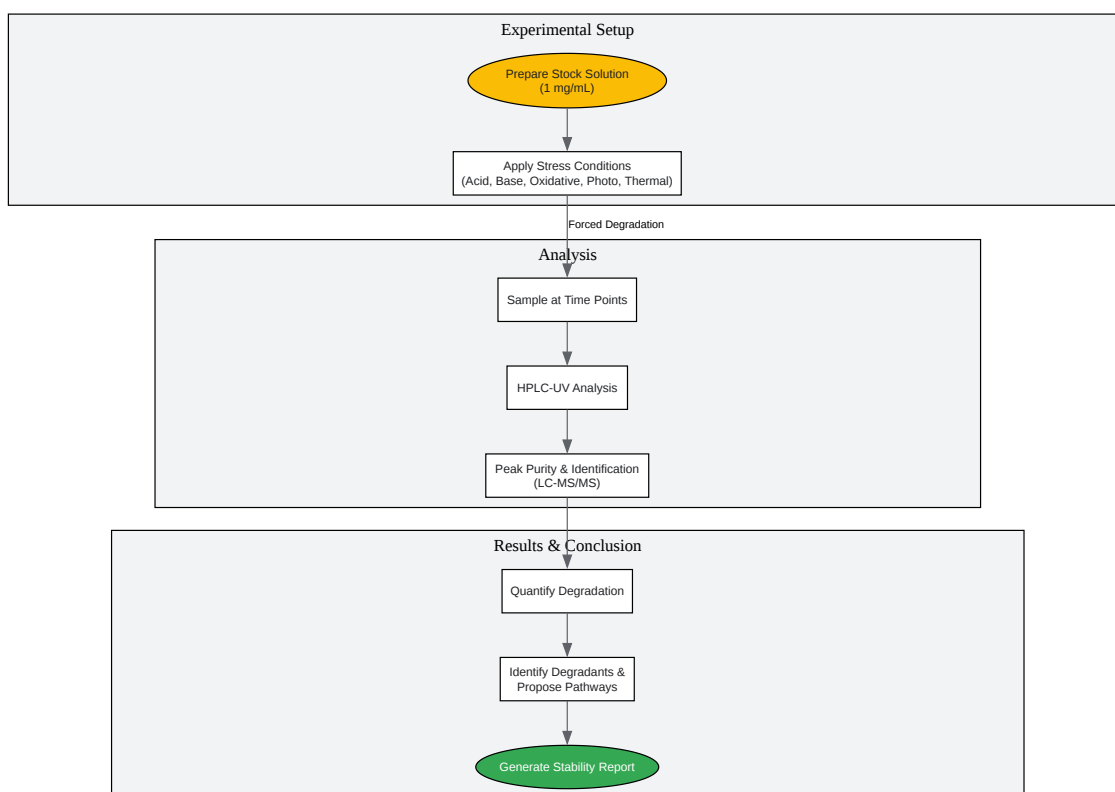 Experimental Setup
Prepare Stock Solution
(1 mg/mL)
Apply Stress Conditions
(Acid, Base, Oxidative, Photo, Thermal)
Forced Degradation
Analysis
Sample at Time Points
HPLC-UV Analysis
Peak Purity & Identification
(LC-MS/MS)
Results & Conclusion
Quantify Degradation
Identify Degradants &
Propose Pathways
Generate Stability Report